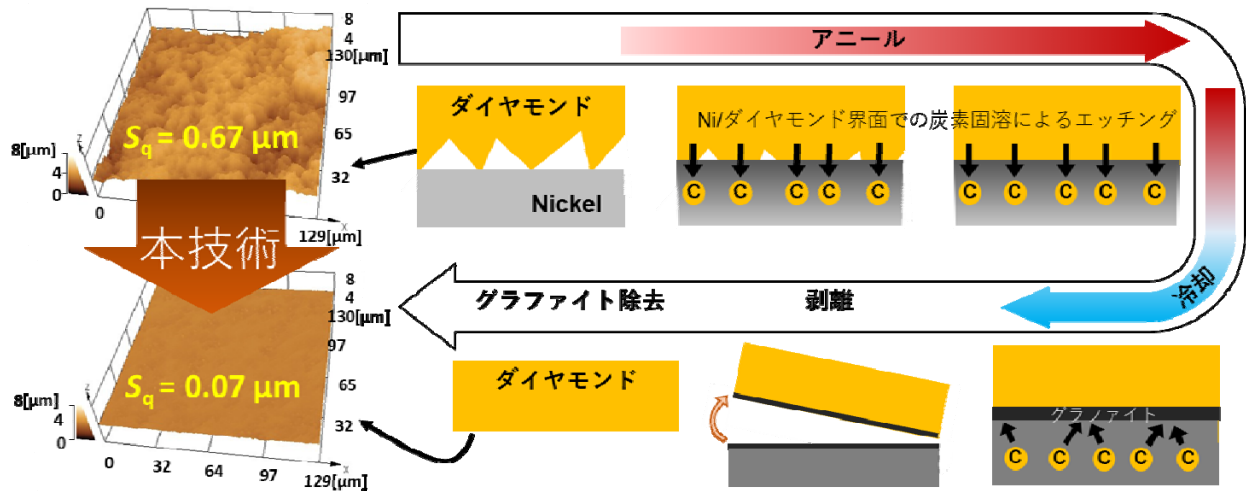 8
4
130[µm]
97
65
32
Sq = 0.67 µm
8[µm]
4
0
z
0
x
129[µm]
本技術
アニール
ダイヤモンド
Nickel
Ni/ダイヤモンド界面での炭素固溶によるエッチング
C C C C C
C C C C C
冷却
グラファイト除去
剥離
8
4
130[µm]
97
65
32
Sq = 0.07 µm
8[µm]
4
0
z
0
32
64
97
x
129[µm]
ダイヤモンド
グラファイト
C C C C C